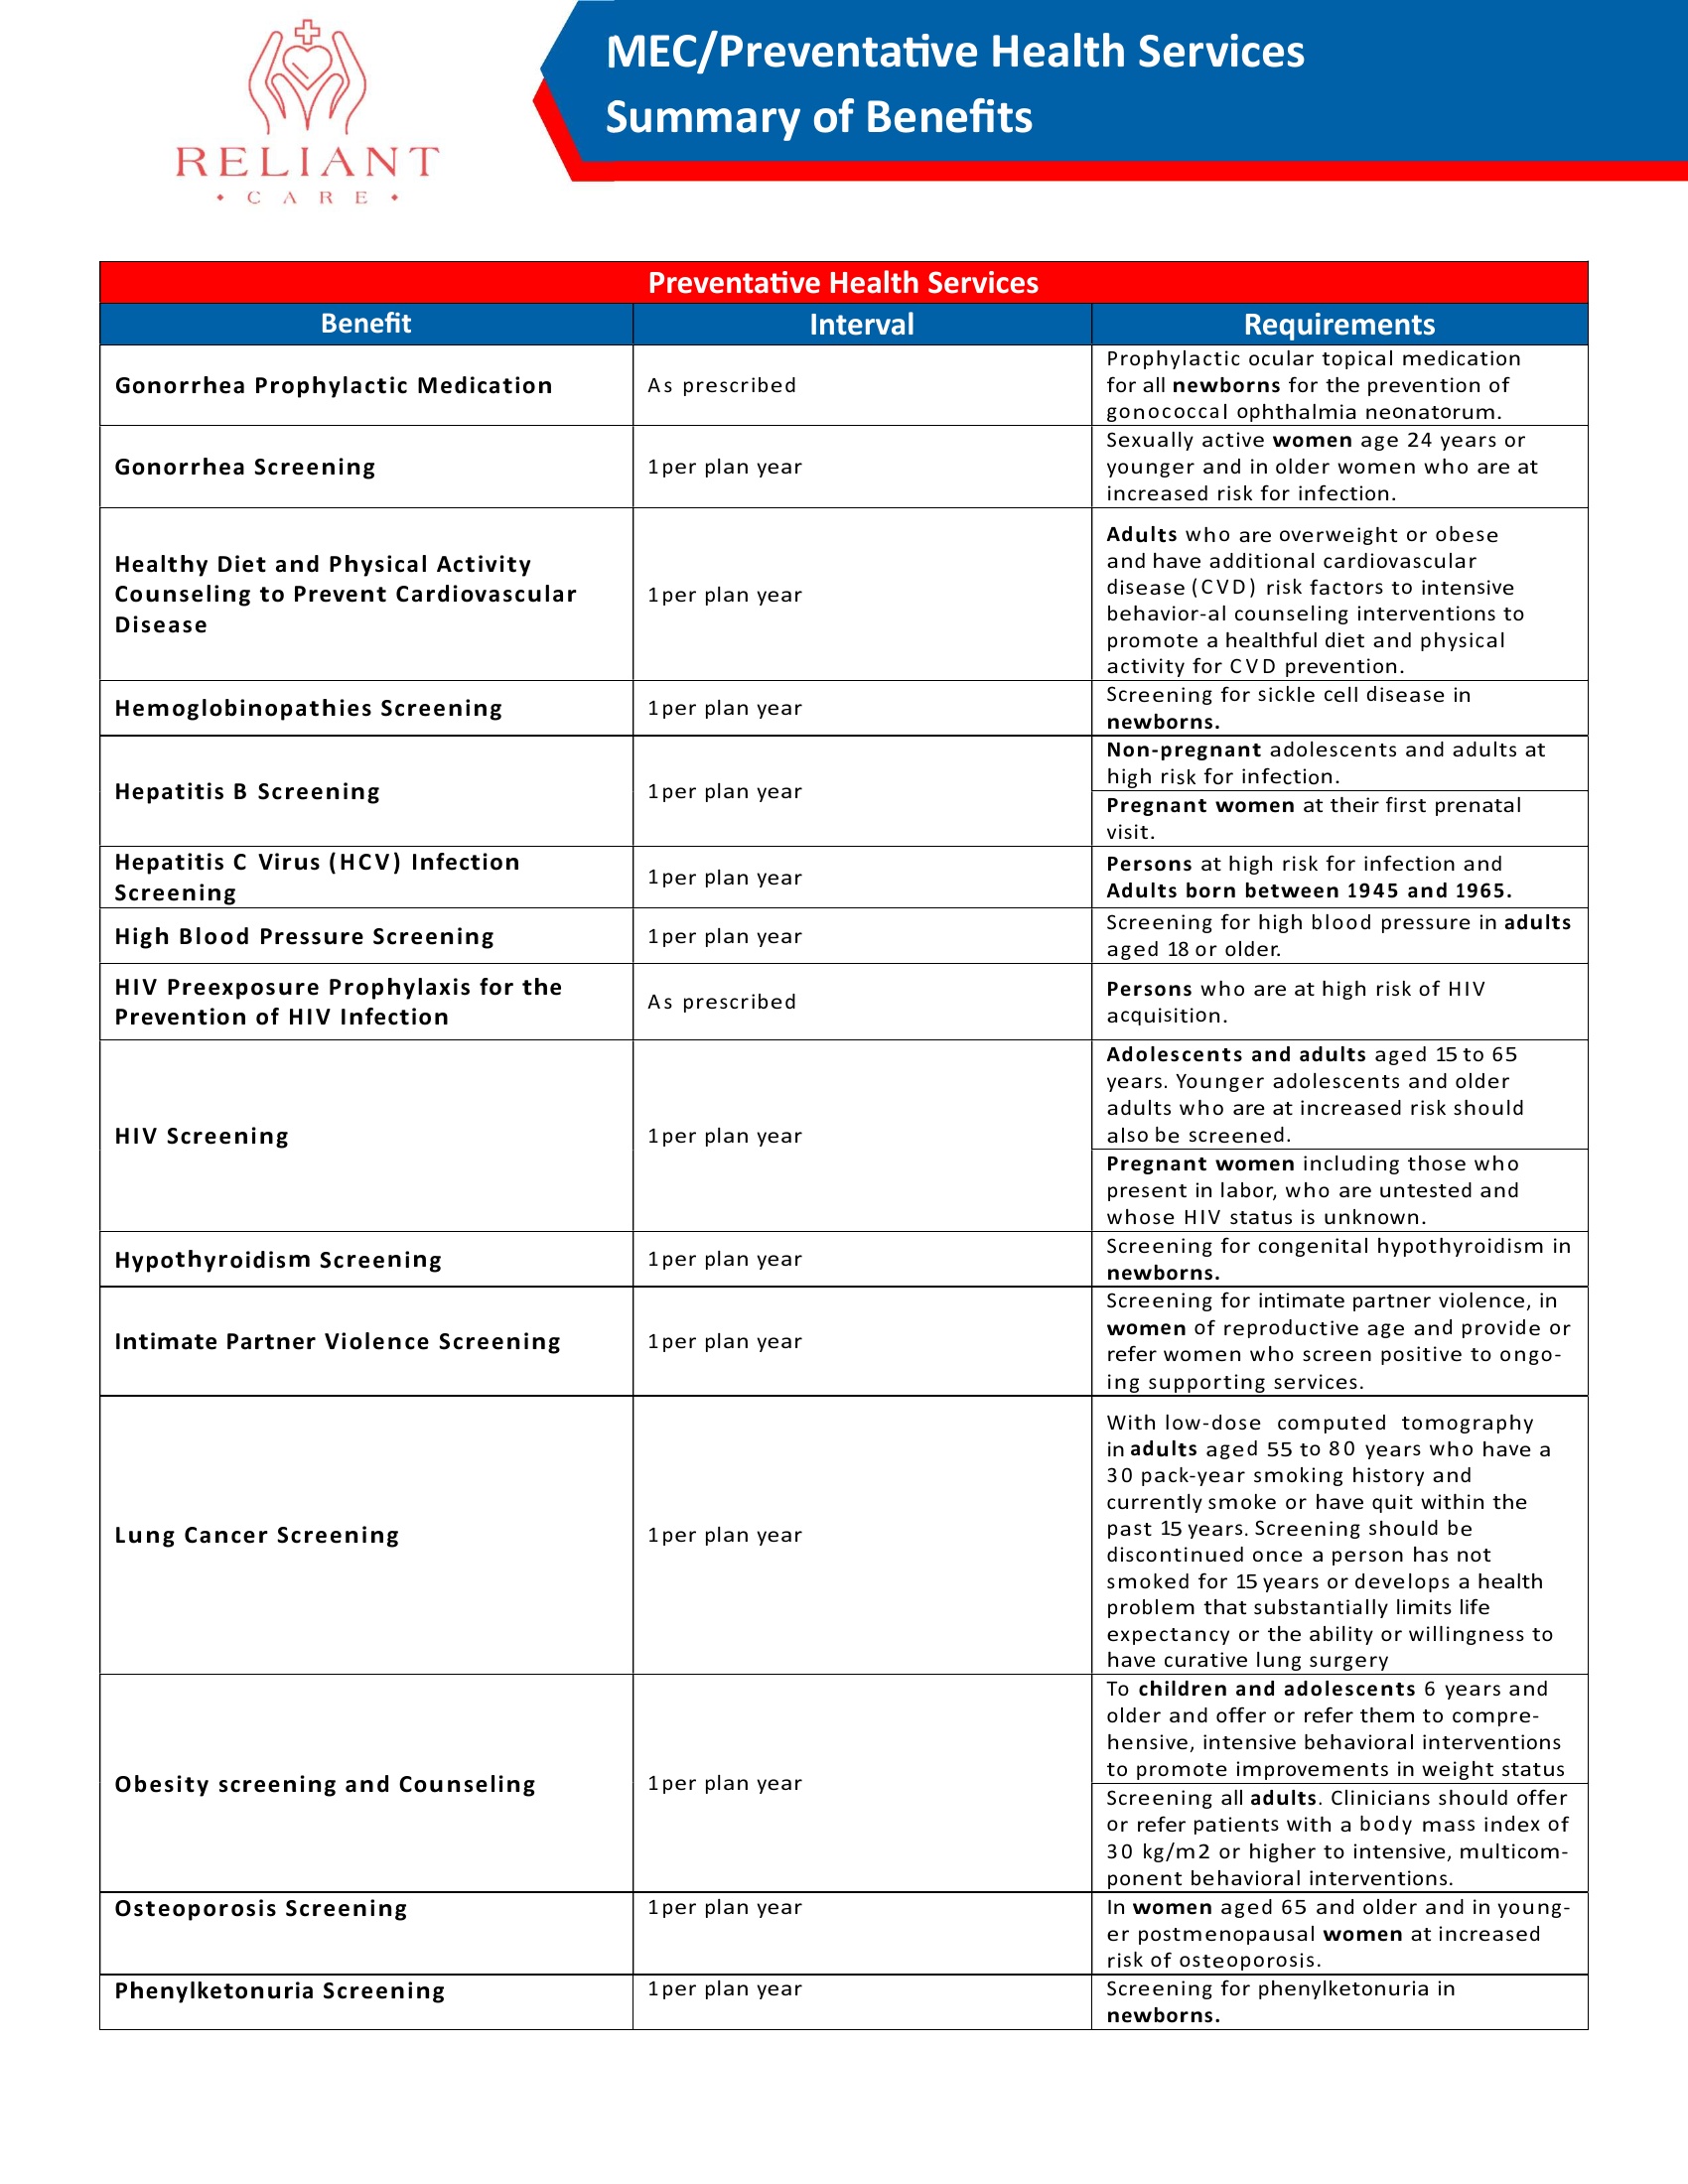 RELIANT
• CARE •
MEC/Preventative Health Services
Summary of Benefits
Preventative Health Services
Benefit Interval Requirements
Gonorrhea Prophylactic Medication
As prescribed
Prophylactic ocular topical medication
for all newborns for the prevention of
gonococcal ophthalmia neonatorum.
Gonorrhea Screening
1per plan year
Sexually active women age 24 years or
younger and in older women who are at
increased risk for infection.
Healthy Diet and Physical Activity
Counseling to Prevent Cardiovascular
Disease
1per plan year
Adults who are overweight or obese
and have additional cardiovascular
disease (CVD) risk factors to intensive
behavior-al counseling interventions to
promote a healthful diet and physical
activity for CVD prevention.
Hemoglobinopathies Screening
1per plan year
Screening for sickle cell disease in
newborns.
Hepatitis B Screening
1per plan year
Non-pregnant adolescents and adults at
high risk for infection.
Pregnant women at their first prenatal
visit.
Hepatitis C Virus (HCV) Infection
Screening
1per plan year
Persons at high risk for infection and
Adults born between 1945 and 1965.
High Blood Pressure Screening
1per plan year
Screening for high blood pressure in adults
aged 18 or older.
HIV Preexposure Prophylaxis for the
Prevention of HIV Infection
As prescribed
Persons who are at high risk of HIV
acquisition.
HIV Screening
1per plan year
Adolescents and adults aged 15 to 65
years. Younger adolescents and older
adults who are at increased risk should
also be screened.
Pregnant women including those who
present in labor, who are untested and
whose HIV status is unknown.
Hypothyroidism Screening
1per plan year
Screening for congenital hypothyroidism in
newborns.
Intimate Partner Violence Screening
1per plan year
Screening for intimate partner violence, in
women of reproductive age and provide or
refer women who screen positive to ongo-
ing supporting services.
Lung Cancer Screening
1per plan year
With low-dose computed tomography
in adults aged 55 to 80 years who have a
30 pack-year smoking history and
currently smoke or have quit within the
past 15 years. Screening should be
discontinued once a person has not
smoked for 15 years or develops a health
problem that substantially limits life
expectancy or the ability or willingness to
have curative lung surgery
Obesity screening and Counseling
1per plan year
To children and adolescents 6 years and
older and offer or refer them to compre-
hensive, intensive behavioral interventions
to promote improvements in weight status
Screening all adults. Clinicians should offer
or refer patients with a body mass index of
30 kg/m2 or higher to intensive, multicom-
ponent behavioral interventions.
Osteoporosis Screening
1per plan year
In women aged 65 and older and in young-
er postmenopausal women at increased
risk of osteoporosis.
Phenylketonuria Screening
1per plan year
Screening for phenylketonuria in
newborns.